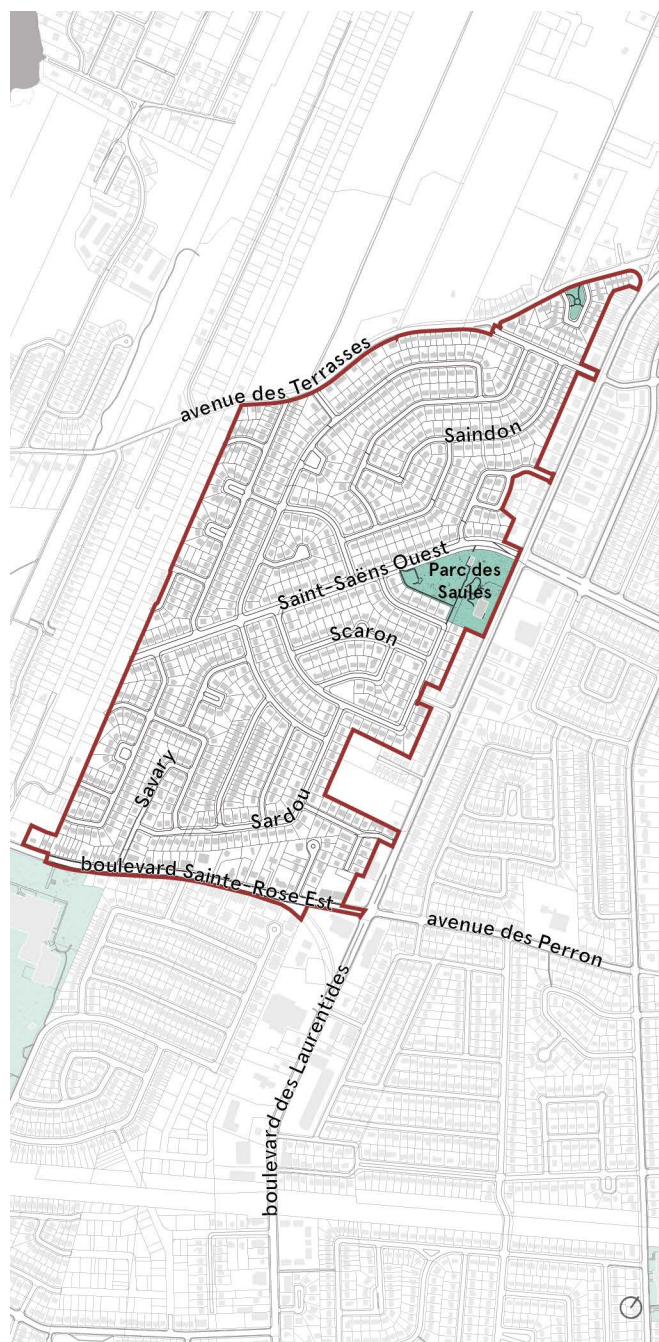 avenue des Terrasses
Saindon
Saint-Saëns Ouest
Parc des
Saules
Scaron
Savary
Sardou
boulevard Sainte-Rose Est
avenue des Perron
boulevard des Laurentides